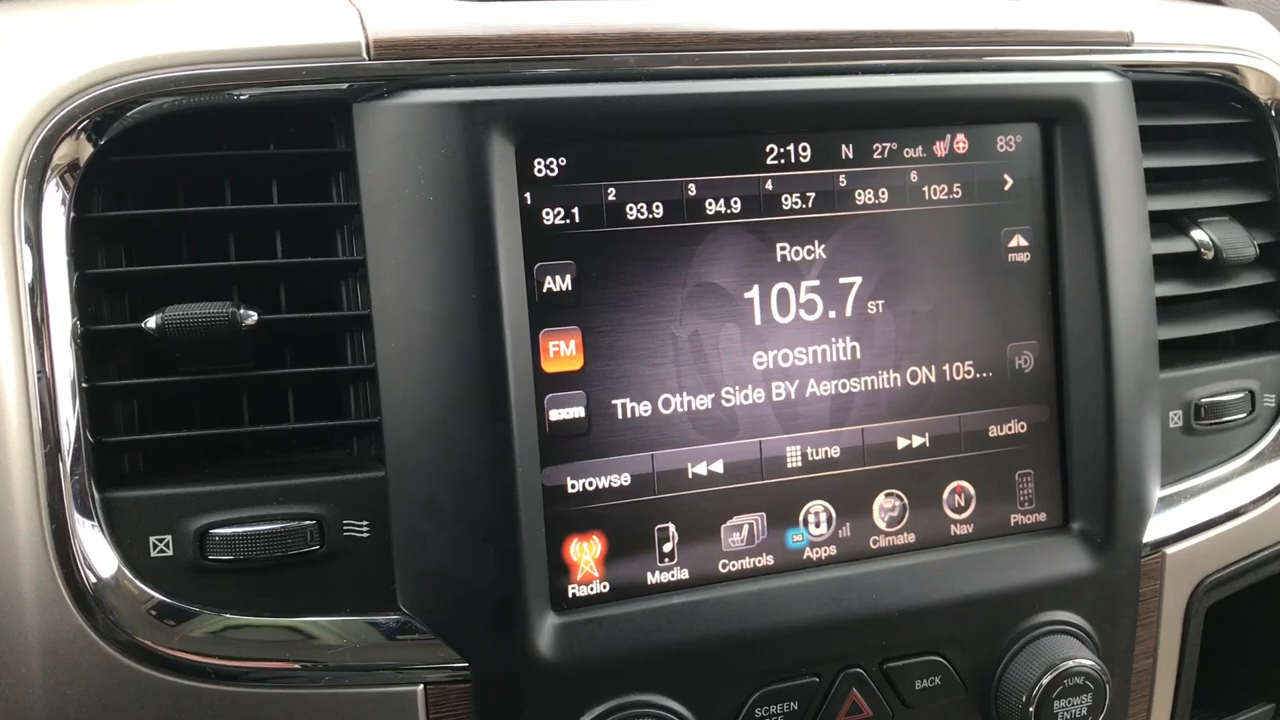 83° 2:19 N 27° out. 83°
1 92.1 2 93.9 3 94.9 4 95.7 5 98.9 6 102.5
Rock
map
AM
105.7 ST
FM
erosmith
HD
sxm
The Other Side BY Aerosmith ON 105...
browse tune audio
Radio Media Controls 3G Apps Climate N Nav Phone
SCREEN
BACK
TUNE
BROWSE
ENTER